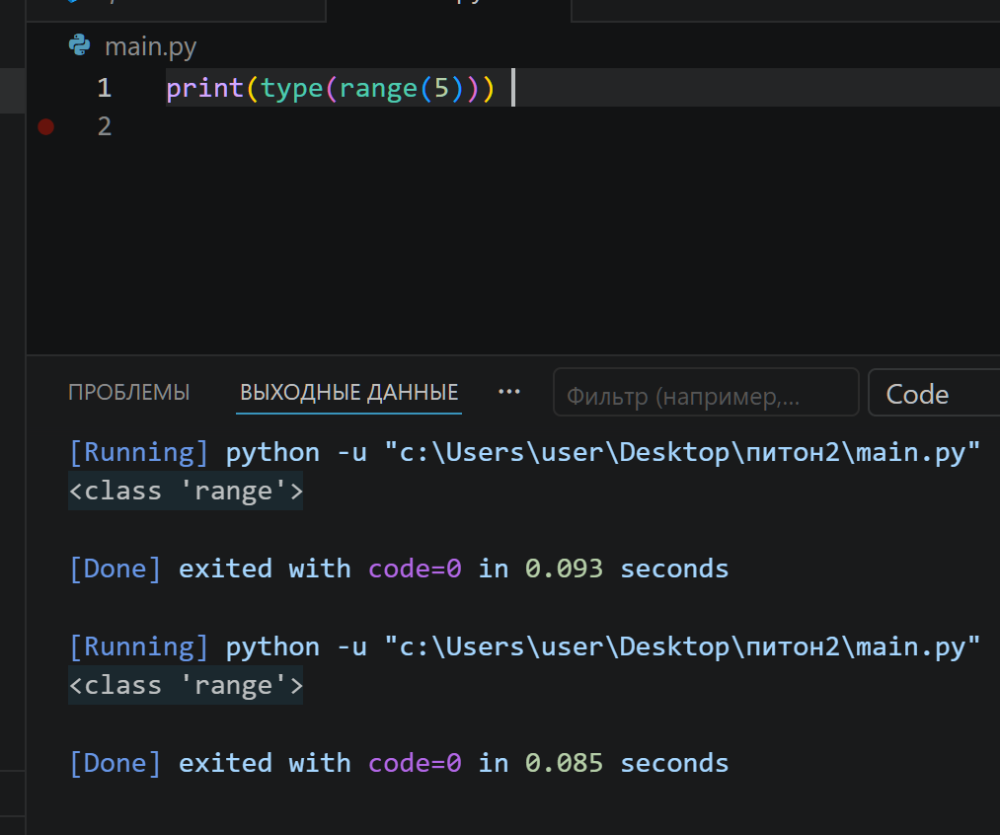 main.py
1 print(type(range(5)))
2
ПРОБЛЕМЫ ВЫХОДНЫЕ ДАННЫЕ ··· Фильтр (например,... Code
[Running] python -u "c:\Users\user\Desktop\питон2\main.py"
<class 'range'>
[Done] exited with code=0 in 0.093 seconds
[Running] python -u "c:\Users\user\Desktop\питон2\main.py"
<class 'range'>
[Done] exited with code=0 in 0.085 seconds